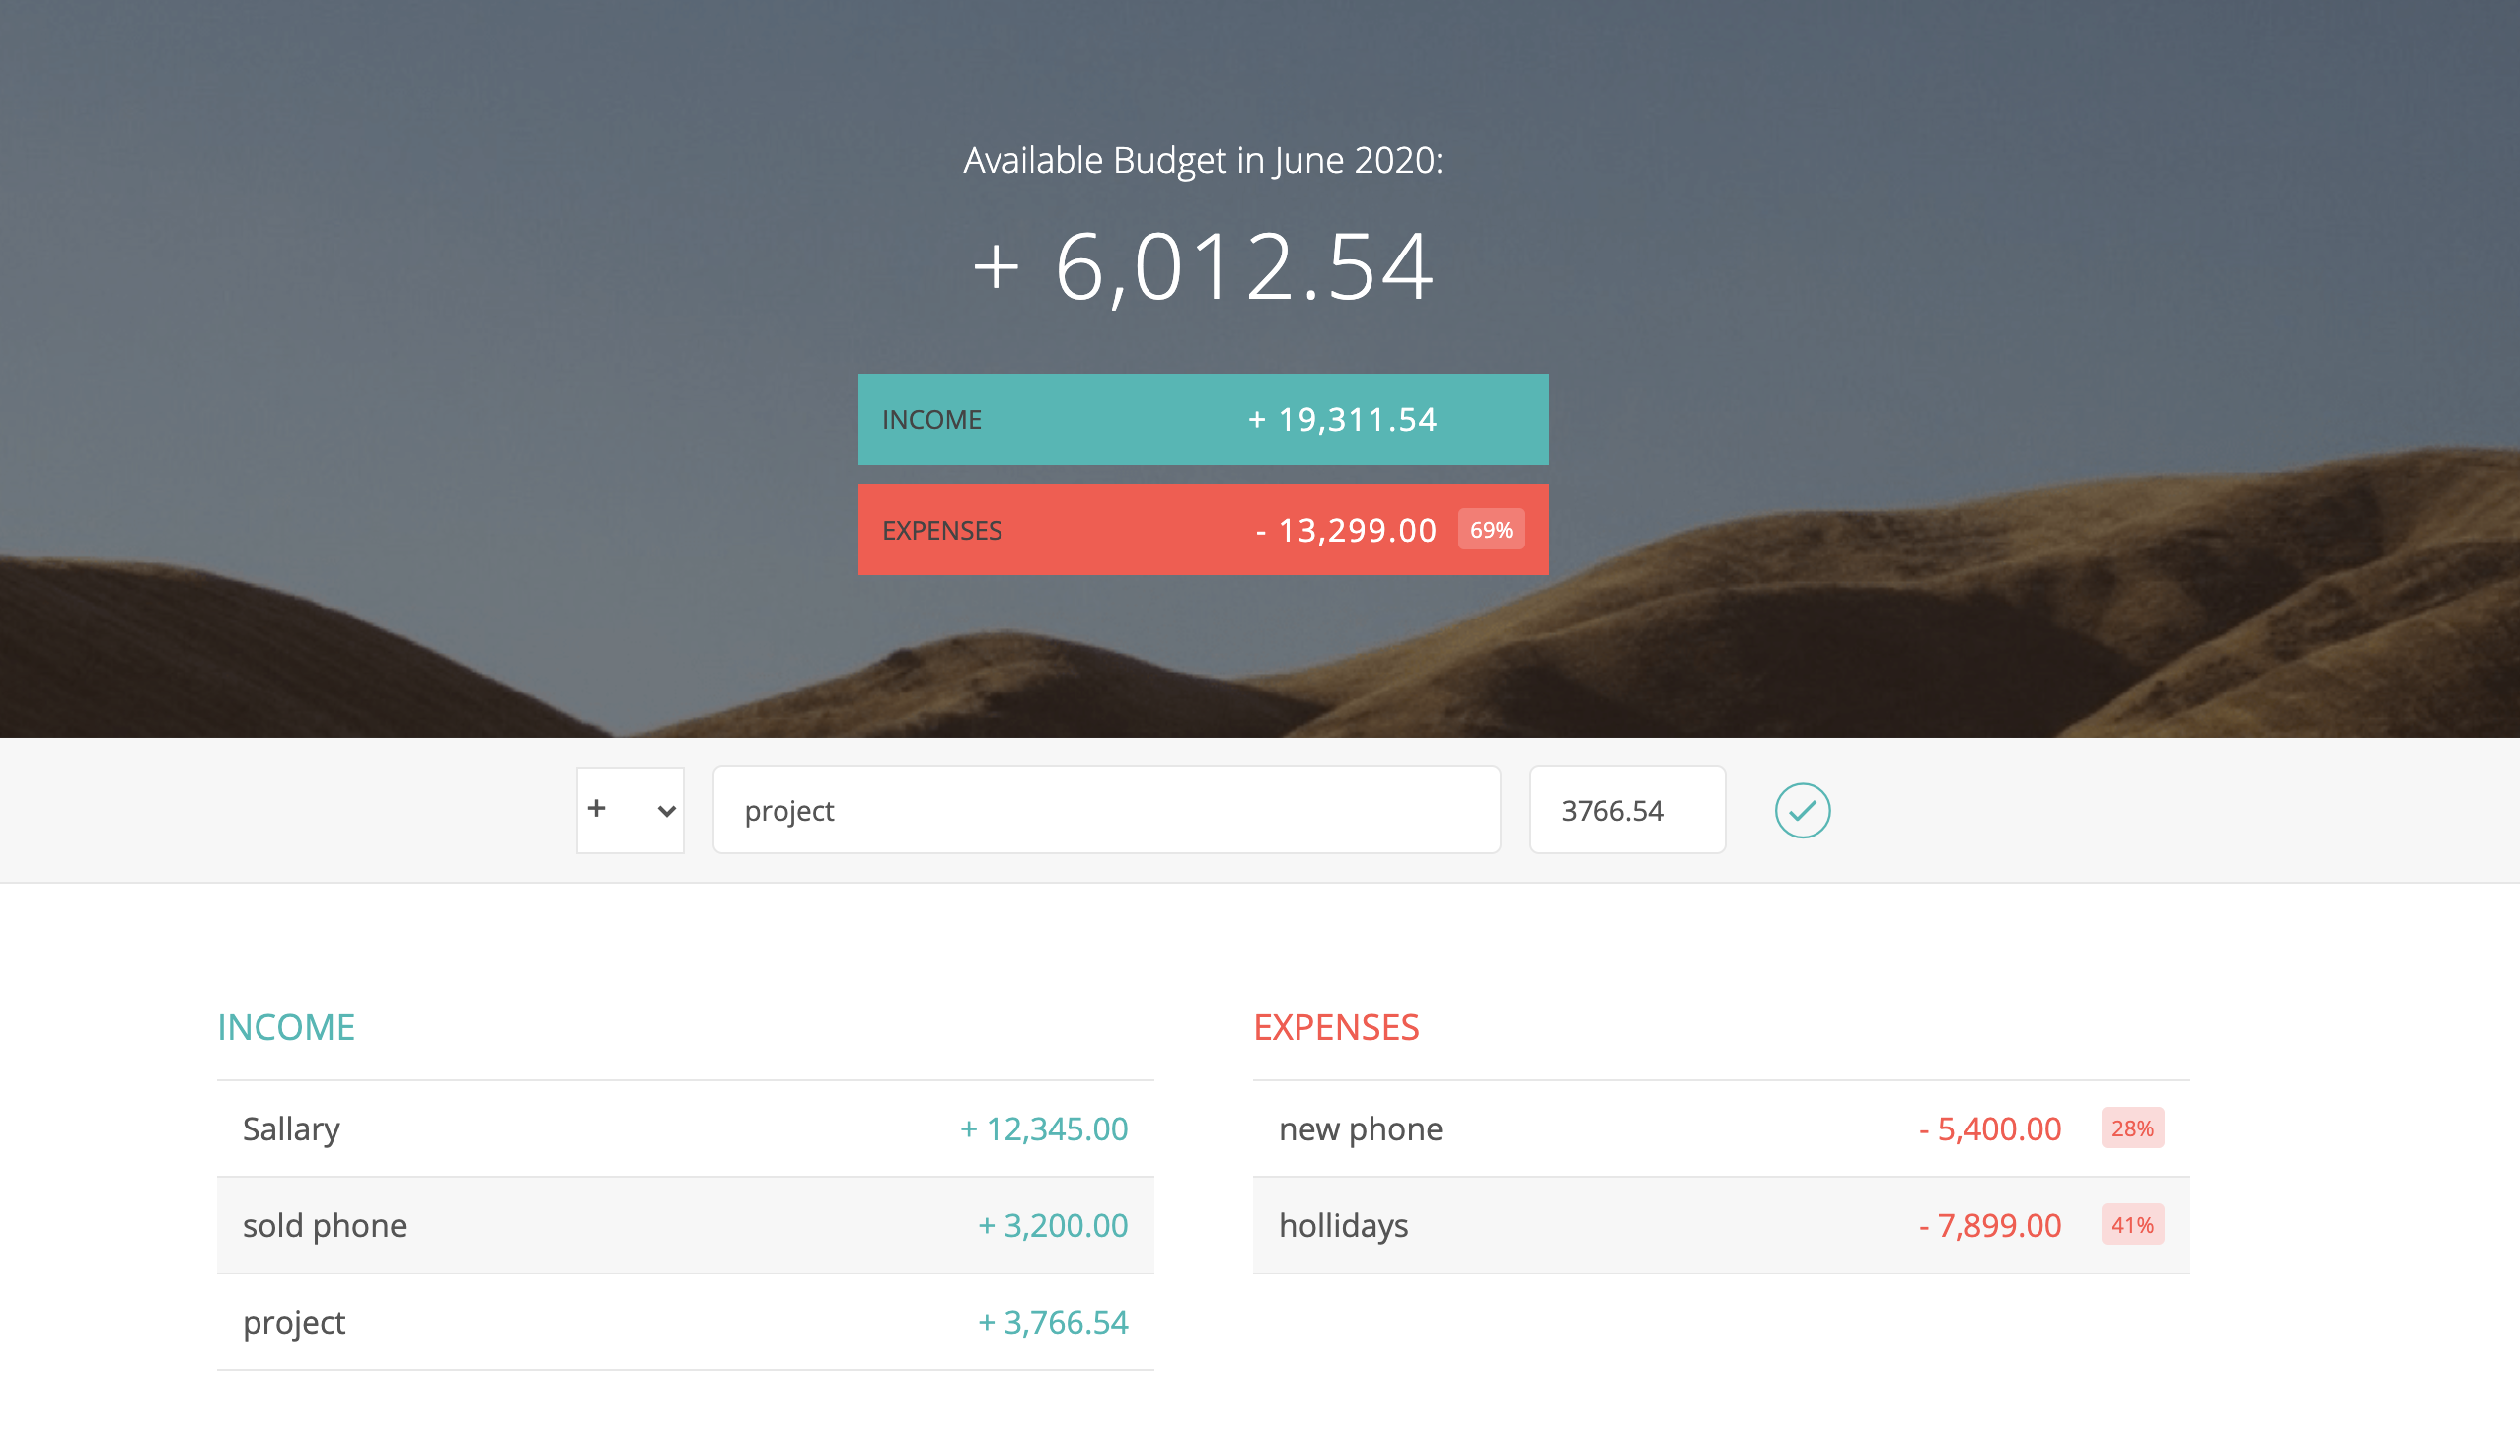 Available Budget in June 2020:
+ 6,012.54
INCOME + 19,311.54
EXPENSES - 13,299.00 69%
+ project 3766.54
INCOME
Sallary + 12,345.00
sold phone + 3,200.00
project + 3,766.54
EXPENSES
new phone - 5,400.00 28%
hollidays - 7,899.00 41%